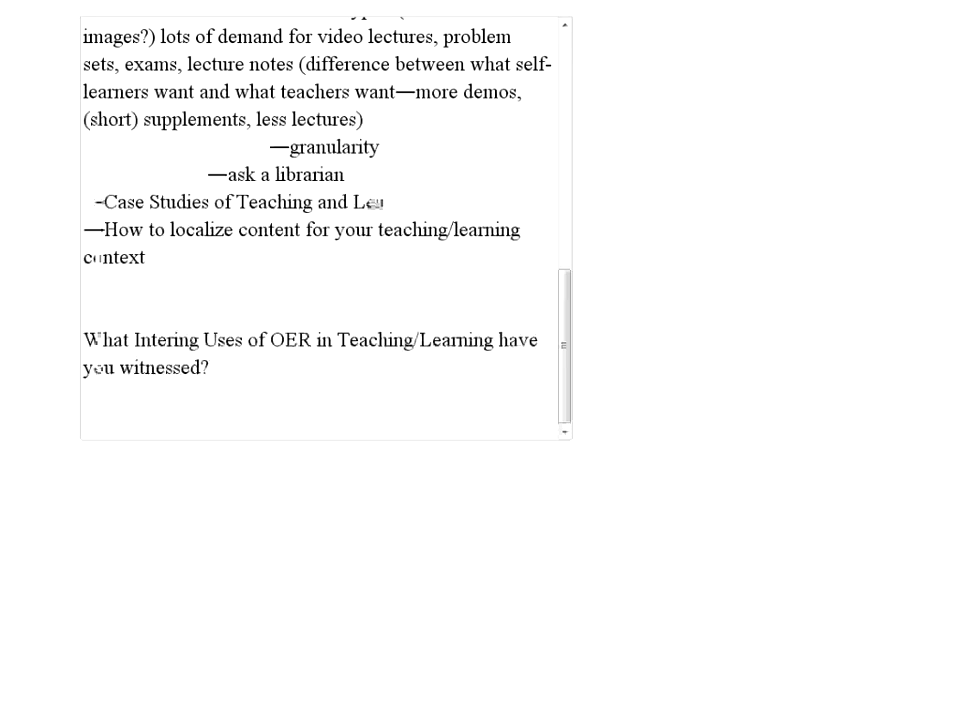 images?) lots of demand for video lectures, problem
sets, exams, lecture notes (difference between what self-
learners want and what teachers want—more demos,
(short) supplements, less lectures)
—granularity
—ask a librarian
-Case Studies of Teaching and
—How to localize content for your teaching/learning
context
What Intering Uses of OER in Teaching/Learning have
you witnessed?